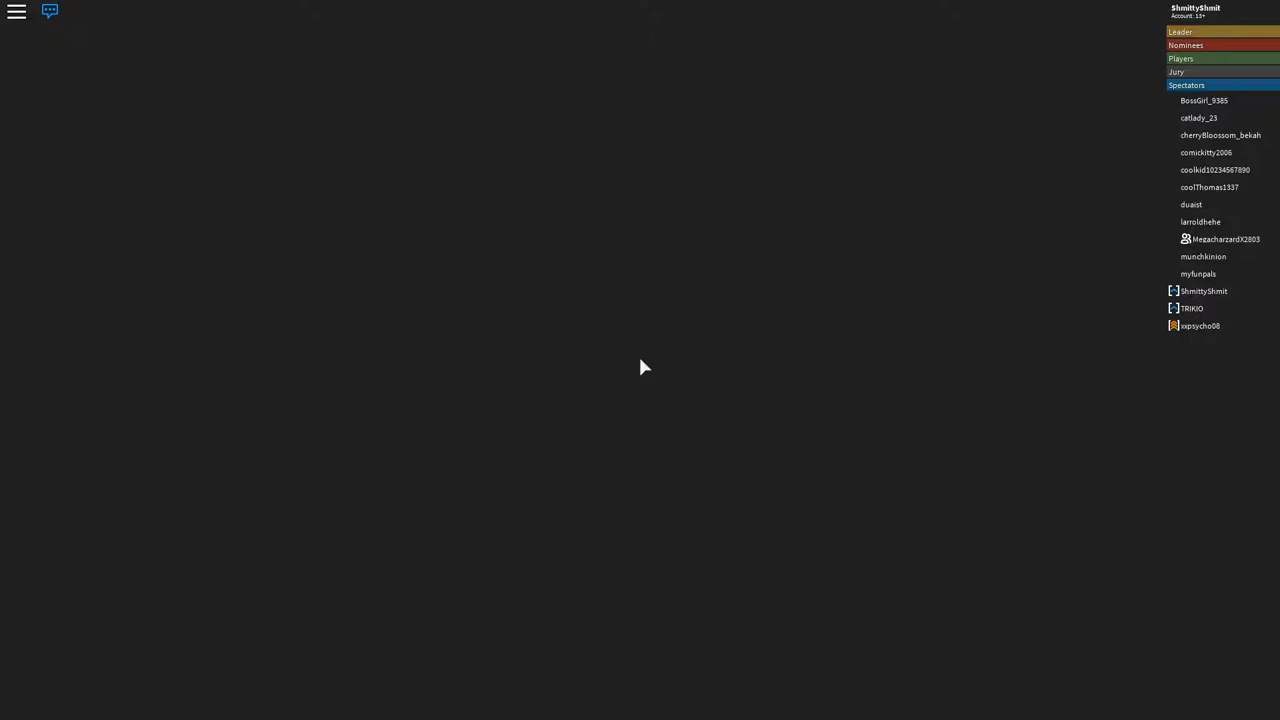 ShmittyShmit
Account: 13+
Leader
Nominees
Players
Jury
Spectators
BossGirl_9385
catlady_23
cherryBloossom_bekah
comickitty2006
coolkid10234567890
coolThomas1337
duaist
larroldhehe
MegacharzardX2803
munchkinion
myfunpals
ShmittyShmit
TRIKIO
xxpsycho08